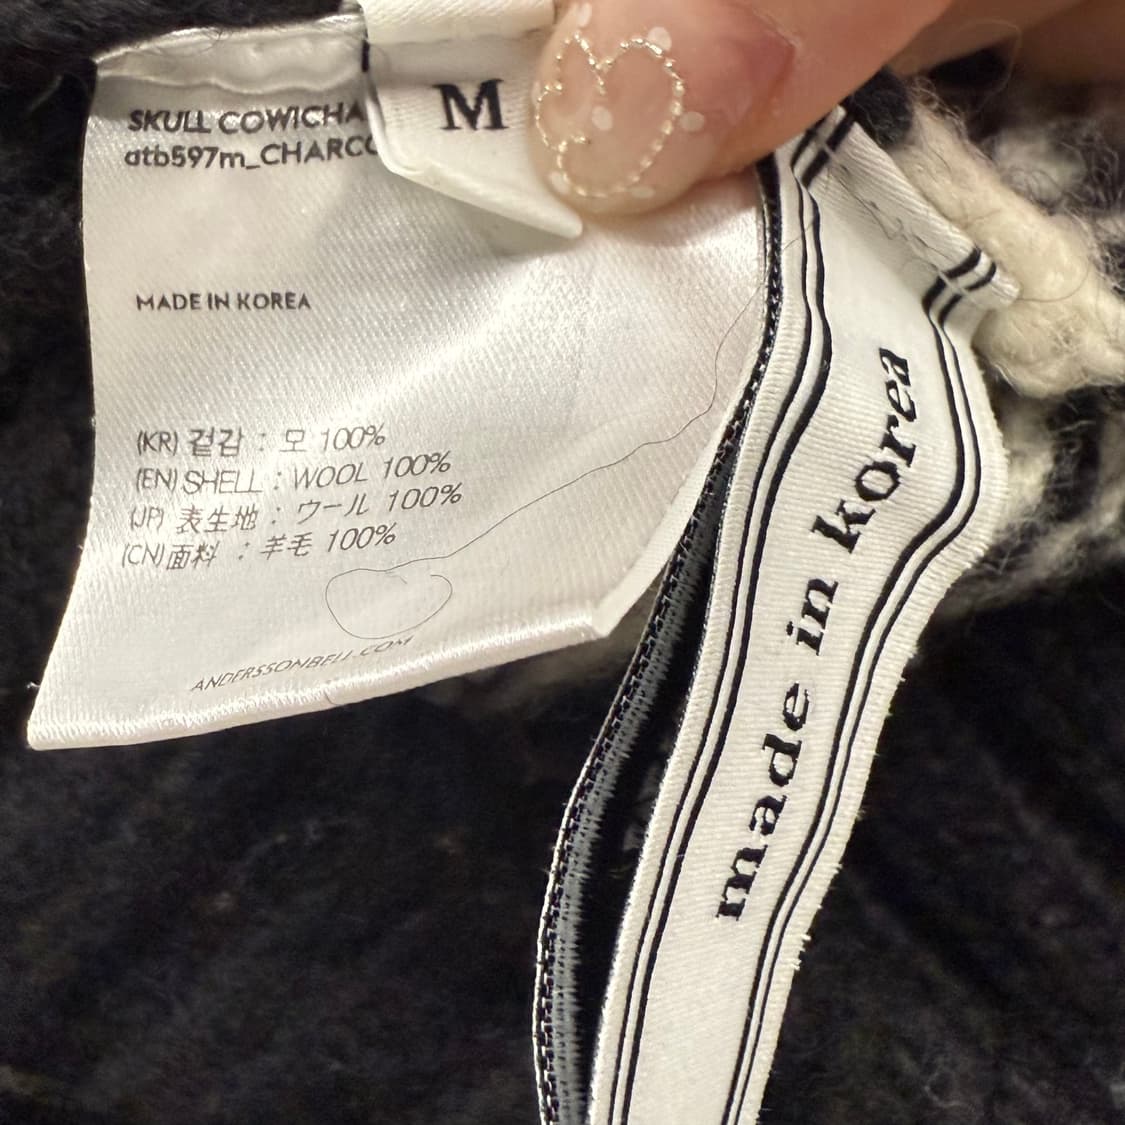 M
SKULL COWICHA
atb597m_CHARCO
MADE IN KOREA
(KR) 겉감 : 모 100%
(EN) SHELL : WOOL 100%
(JP) 表生地 : ウール 100%
(CN) 面料 : 羊毛 100%
ANDERSSONBELL.COM
made in korea